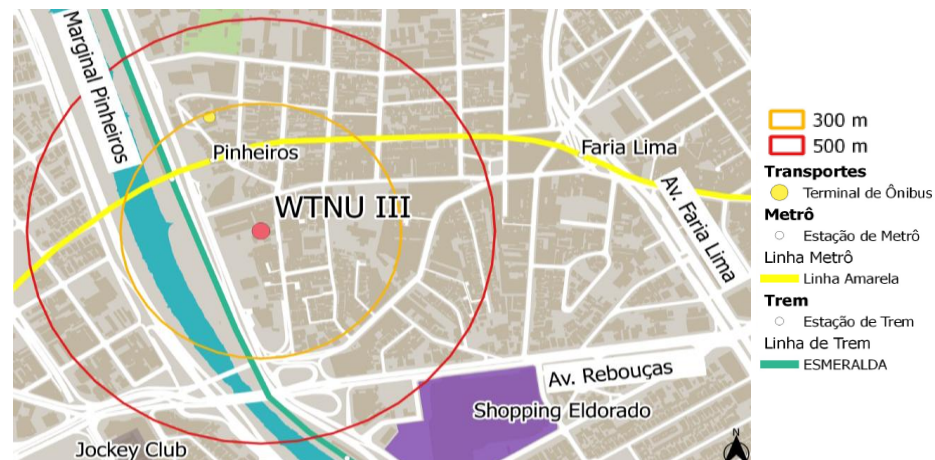 Marginal Pinheiros
Pinheiros
Faria Lima
WTNU III
Av. Faria Lima
Av. Rebouças
Shopping Eldorado
Jockey Club
N
300 m
500 m
Transportes
Terminal de Ônibus
Metrô
Estação de Metrô
Linha Metrô
Linha Amarela
Trem
Estação de Trem
Linha de Trem
ESMERALDA